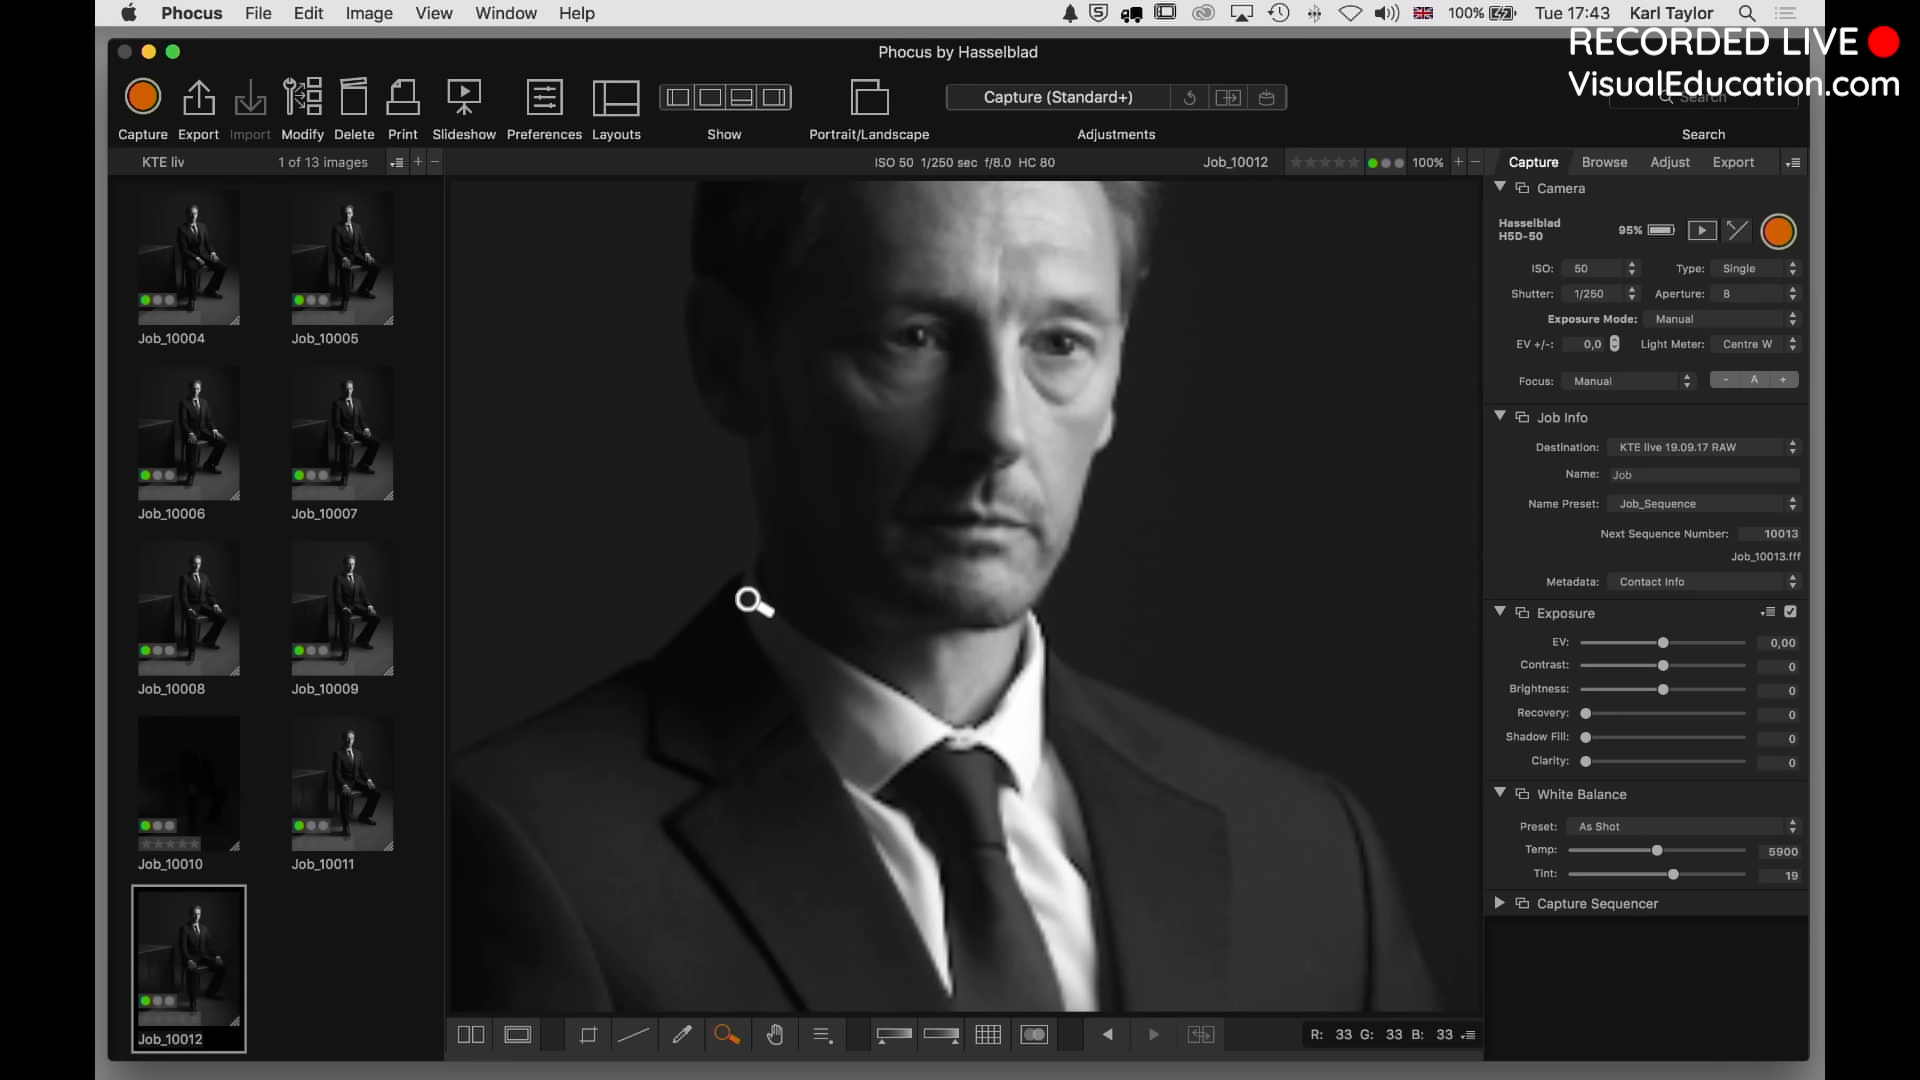 Phocus File Edit Image View Window Help 100% Tue 17:43 Karl Taylor
RECORDED LIVE
VisualEducation.com
Phocus by Hasselblad
Capture (Standard+)
Search
Capture Export Import Modify Delete Print Slideshow Preferences Layouts Show Portrait/Landscape Adjustments Search
KTE liv 1 of 13 images
ISO 50 1/250 sec f/8.0 HC 80 Job_10012 100%
Capture Browse Adjust Export
Camera
Hasselblad
H5D-50
95%
ISO: 50 Type: Single
Shutter: 1/250 Aperture: 8
Exposure Mode: Manual
EV +/-: 0,0 Light Meter: Centre W
Focus: Manual - A +
Job Info
Destination: KTE live 19.09.17 RAW
Name: Job
Name Preset: Job_Sequence
Next Sequence Number: 10013
Job_10013.fff
Metadata: Contact Info
Exposure
EV: 0,00
Contrast: 0
Brightness: 0
Recovery: 0
Shadow Fill: 0
Clarity: 0
White Balance
Preset: As Shot
Temp: 5900
Tint: 19
Capture Sequencer
Job_10004 Job_10005
Job_10006 Job_10007
Job_10008 Job_10009
Job_10010 Job_10011
Job_10012
R: 33 G: 33 B: 33